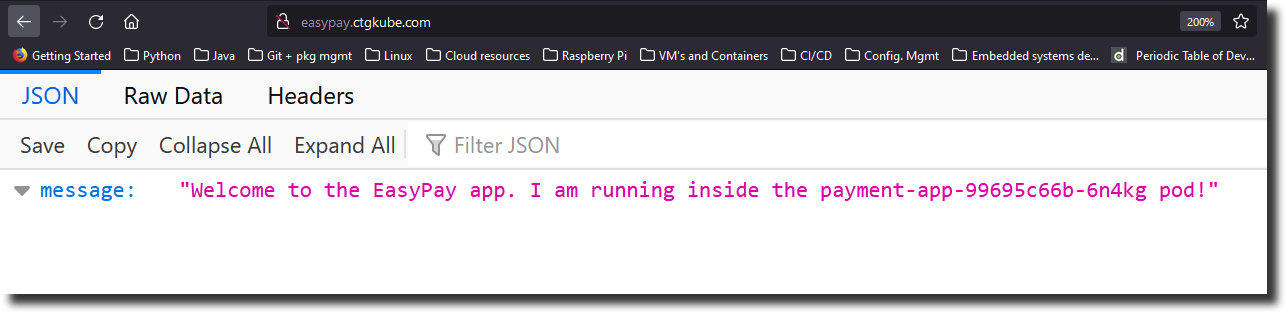 easypay.ctgkube.com 200%
Getting Started Python Java Git + pkg mgmt Linux Cloud resources Raspberry Pi VM's and Containers CI/CD Config. Mgmt Embedded systems de... d Periodic Table of Dev...
JSON Raw Data Headers
Save Copy Collapse All Expand All Filter JSON
message: "Welcome to the EasyPay app. I am running inside the payment-app-99695c66b-6n4kg pod!"